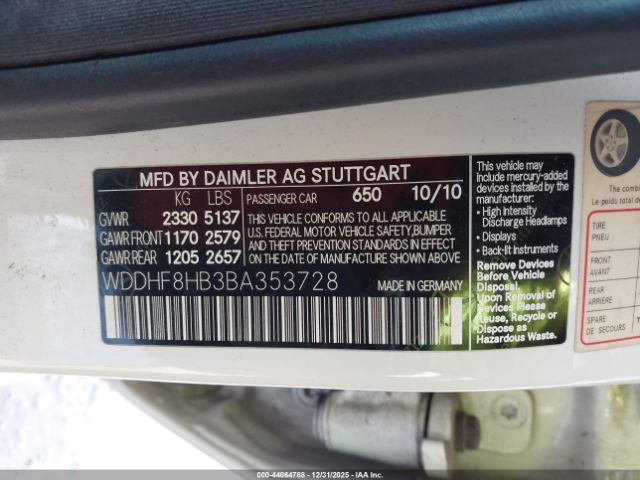 MFD BY DAIMLER AG STUTTGART
KG LBS
GVWR 2330 5137
GAWR FRONT 1170 2579
GAWR REAR 1205 2657
PASSENGER CAR 650 10/10
THIS VEHICLE CONFORMS TO ALL APPLICABLE
U.S. FEDERAL MOTOR VEHICLE SAFETY, BUMPER
AND THEFT PREVENTION STANDARDS IN EFFECT
ON THE DATE OF MANUFACTURE SHOWN ABOVE
WDDHF8HB3BA353728
MADE IN GERMANY
This vehicle may
include mercury-added
devices installed by the
manufacturer:
• High Intensity
Discharge Headlamps
• Displays
• Back-lit Instruments
Remove Devices
Before Vehicle
Disposal.
Upon Removal of
Devices Please
Reuse, Recycle or
Dispose as
Hazardous Waste.
The combin
Le poids total
TIRE
PNEU
FRONT
AVANT
REAR
ARRIERE
SPARE
DE SECOURS
000-44064788 - 12/31/2025 - IAA, Inc.